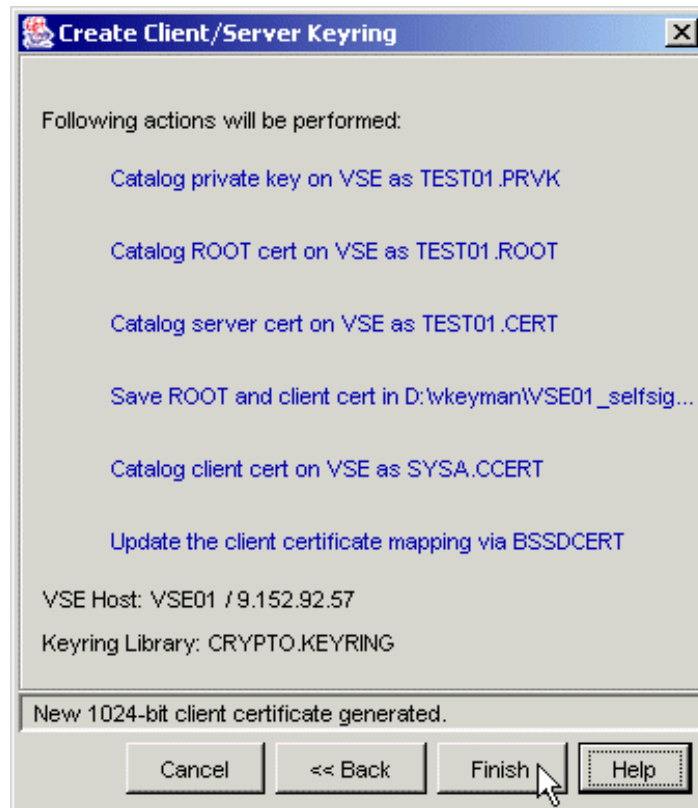 Create Client/Server Keyring
Following actions will be performed:
Catalog private key on VSE as TEST01.PRVK
Catalog ROOT cert on VSE as TEST01.ROOT
Catalog server cert on VSE as TEST01.CERT
Save ROOT and client cert in D:\vkeyman\VSE01_selfsig...
Catalog client cert on VSE as SYSA.CCERT
Update the client certificate mapping via BSSDCERT
VSE Host: VSE01 / 9.152.92.57
Keyring Library: CRYPTO.KEYRING
New 1024-bit client certificate generated.
Cancel << Back Finish Help